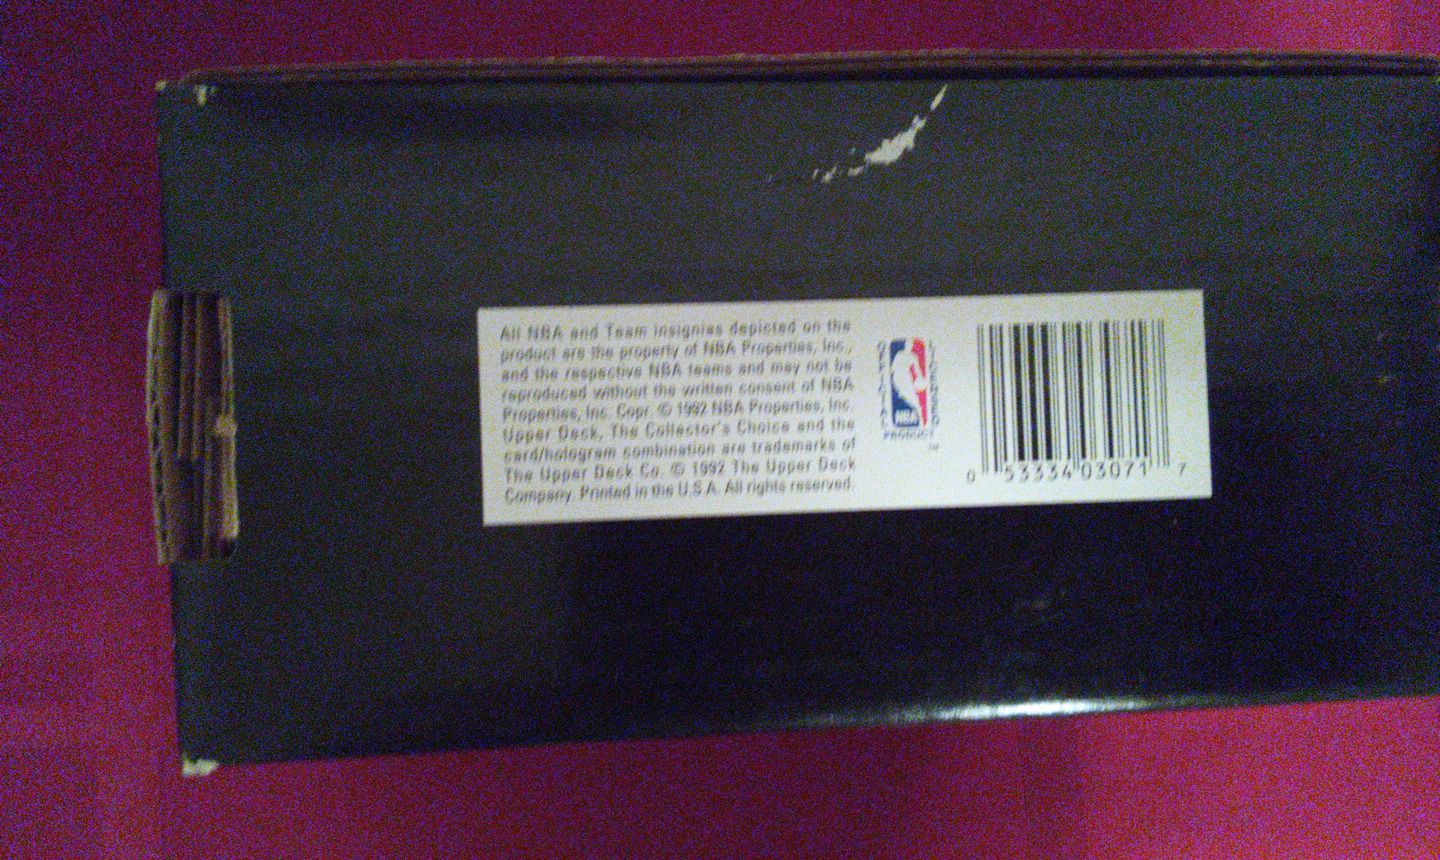 All NBA and Team insignias depicted on the
product are the property of NBA Properties, Inc.,
and the respective NBA teams and may not be
reproduced without the written consent of NBA
Properties, Inc. Copr. © 1992 NBA Properties, Inc.
Upper Deck, The Collector's Choice and the
card/hologram combination are trademarks of
The Upper Deck Co. © 1992 The Upper Deck
Company. Printed in the U.S.A. All rights reserved.
OFFICIAL
LICENSED
NBA
PRODUCT
TM
0 53334 03071 7